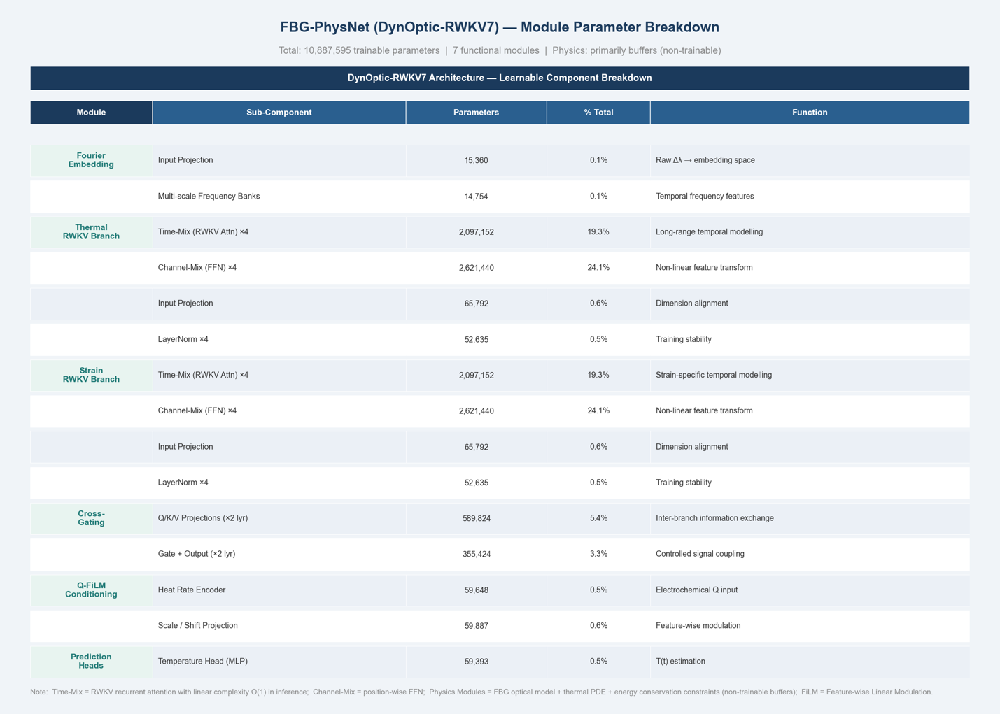 FBG-PhysNet (DynOptic-RWKV7) — Module Parameter Breakdown
Total: 10,887,595 trainable parameters | 7 functional modules | Physics: primarily buffers (non-trainable)
DynOptic-RWKV7 Architecture — Learnable Component Breakdown
Module Sub-Component Parameters % Total Function
Fourier
Embedding
Input Projection 15,360 0.1% Raw Δλ → embedding space
Multi-scale Frequency Banks 14,754 0.1% Temporal frequency features
Thermal
RWKV Branch
Time-Mix (RWKV Attn) ×4 2,097,152 19.3% Long-range temporal modelling
Channel-Mix (FFN) ×4 2,621,440 24.1% Non-linear feature transform
Input Projection 65,792 0.6% Dimension alignment
LayerNorm ×4 52,635 0.5% Training stability
Strain
RWKV Branch
Time-Mix (RWKV Attn) ×4 2,097,152 19.3% Strain-specific temporal modelling
Channel-Mix (FFN) ×4 2,621,440 24.1% Non-linear feature transform
Input Projection 65,792 0.6% Dimension alignment
LayerNorm ×4 52,635 0.5% Training stability
Cross-
Gating
Q/K/V Projections (×2 lyr) 589,824 5.4% Inter-branch information exchange
Gate + Output (×2 lyr) 355,424 3.3% Controlled signal coupling
Q-FiLM
Conditioning
Heat Rate Encoder 59,648 0.5% Electrochemical Q input
Scale / Shift Projection 59,887 0.6% Feature-wise modulation
Prediction
Heads
Temperature Head (MLP) 59,393 0.5% T(t) estimation
Note: Time-Mix = RWKV recurrent attention with linear complexity O(1) in inference; Channel-Mix = position-wise FFN; Physics Modules = FBG optical model + thermal PDE + energy conservation constraints (non-trainable buffers); FiLM = Feature-wise Linear Modulation.